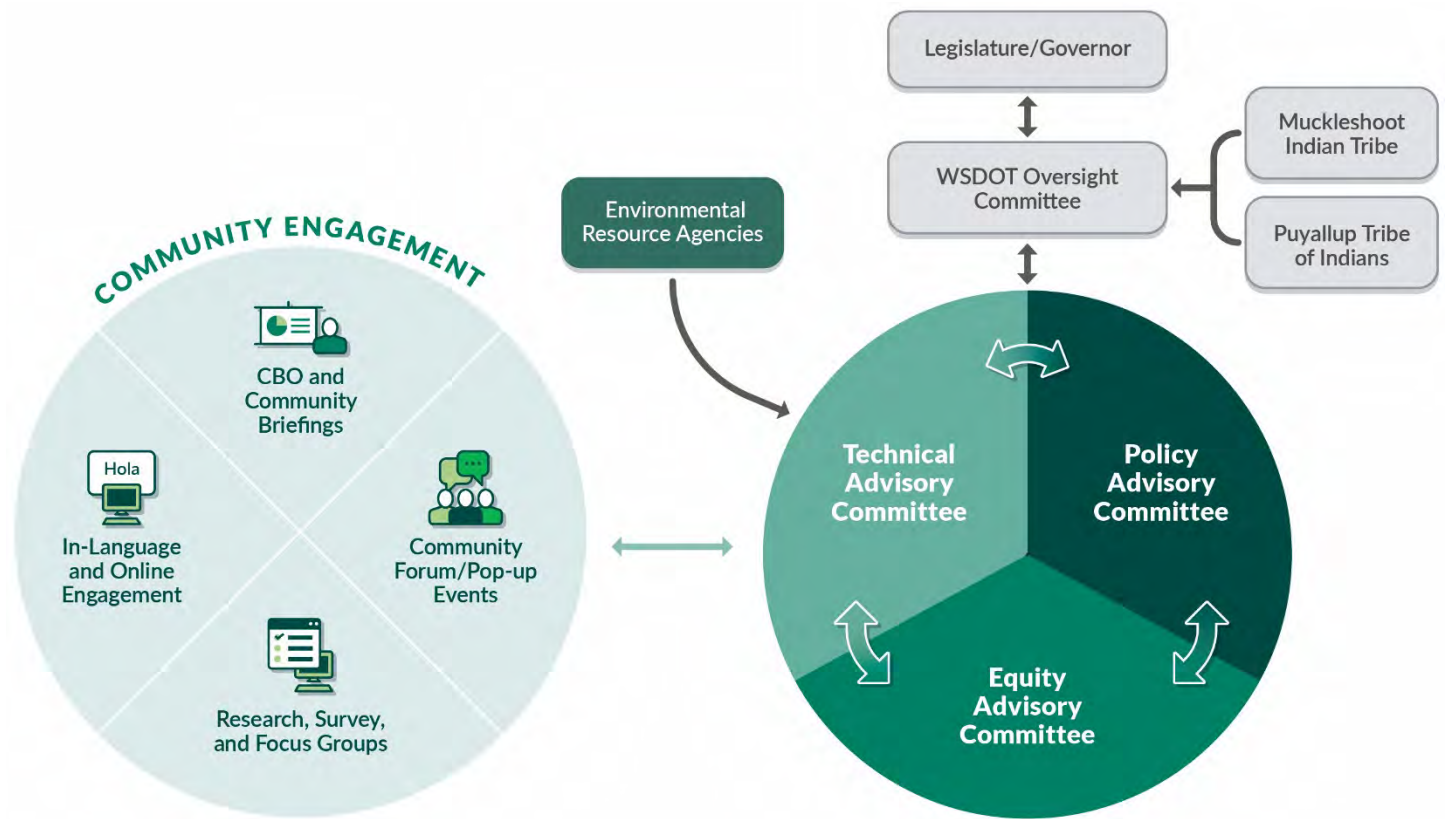 Legislature/Governor
WSDOT Oversight
Committee
Muckleshoot
Indian Tribe
Puyallup Tribe
of Indians
Environmental
Resource Agencies
COMMUNITY ENGAGEMENT
CBO and
Community
Briefings
Hola
In-Language
and Online
Engagement
Community
Forum/Pop-up
Events
Research, Survey,
and Focus Groups
Technical
Advisory
Committee
Policy
Advisory
Committee
Equity
Advisory
Committee